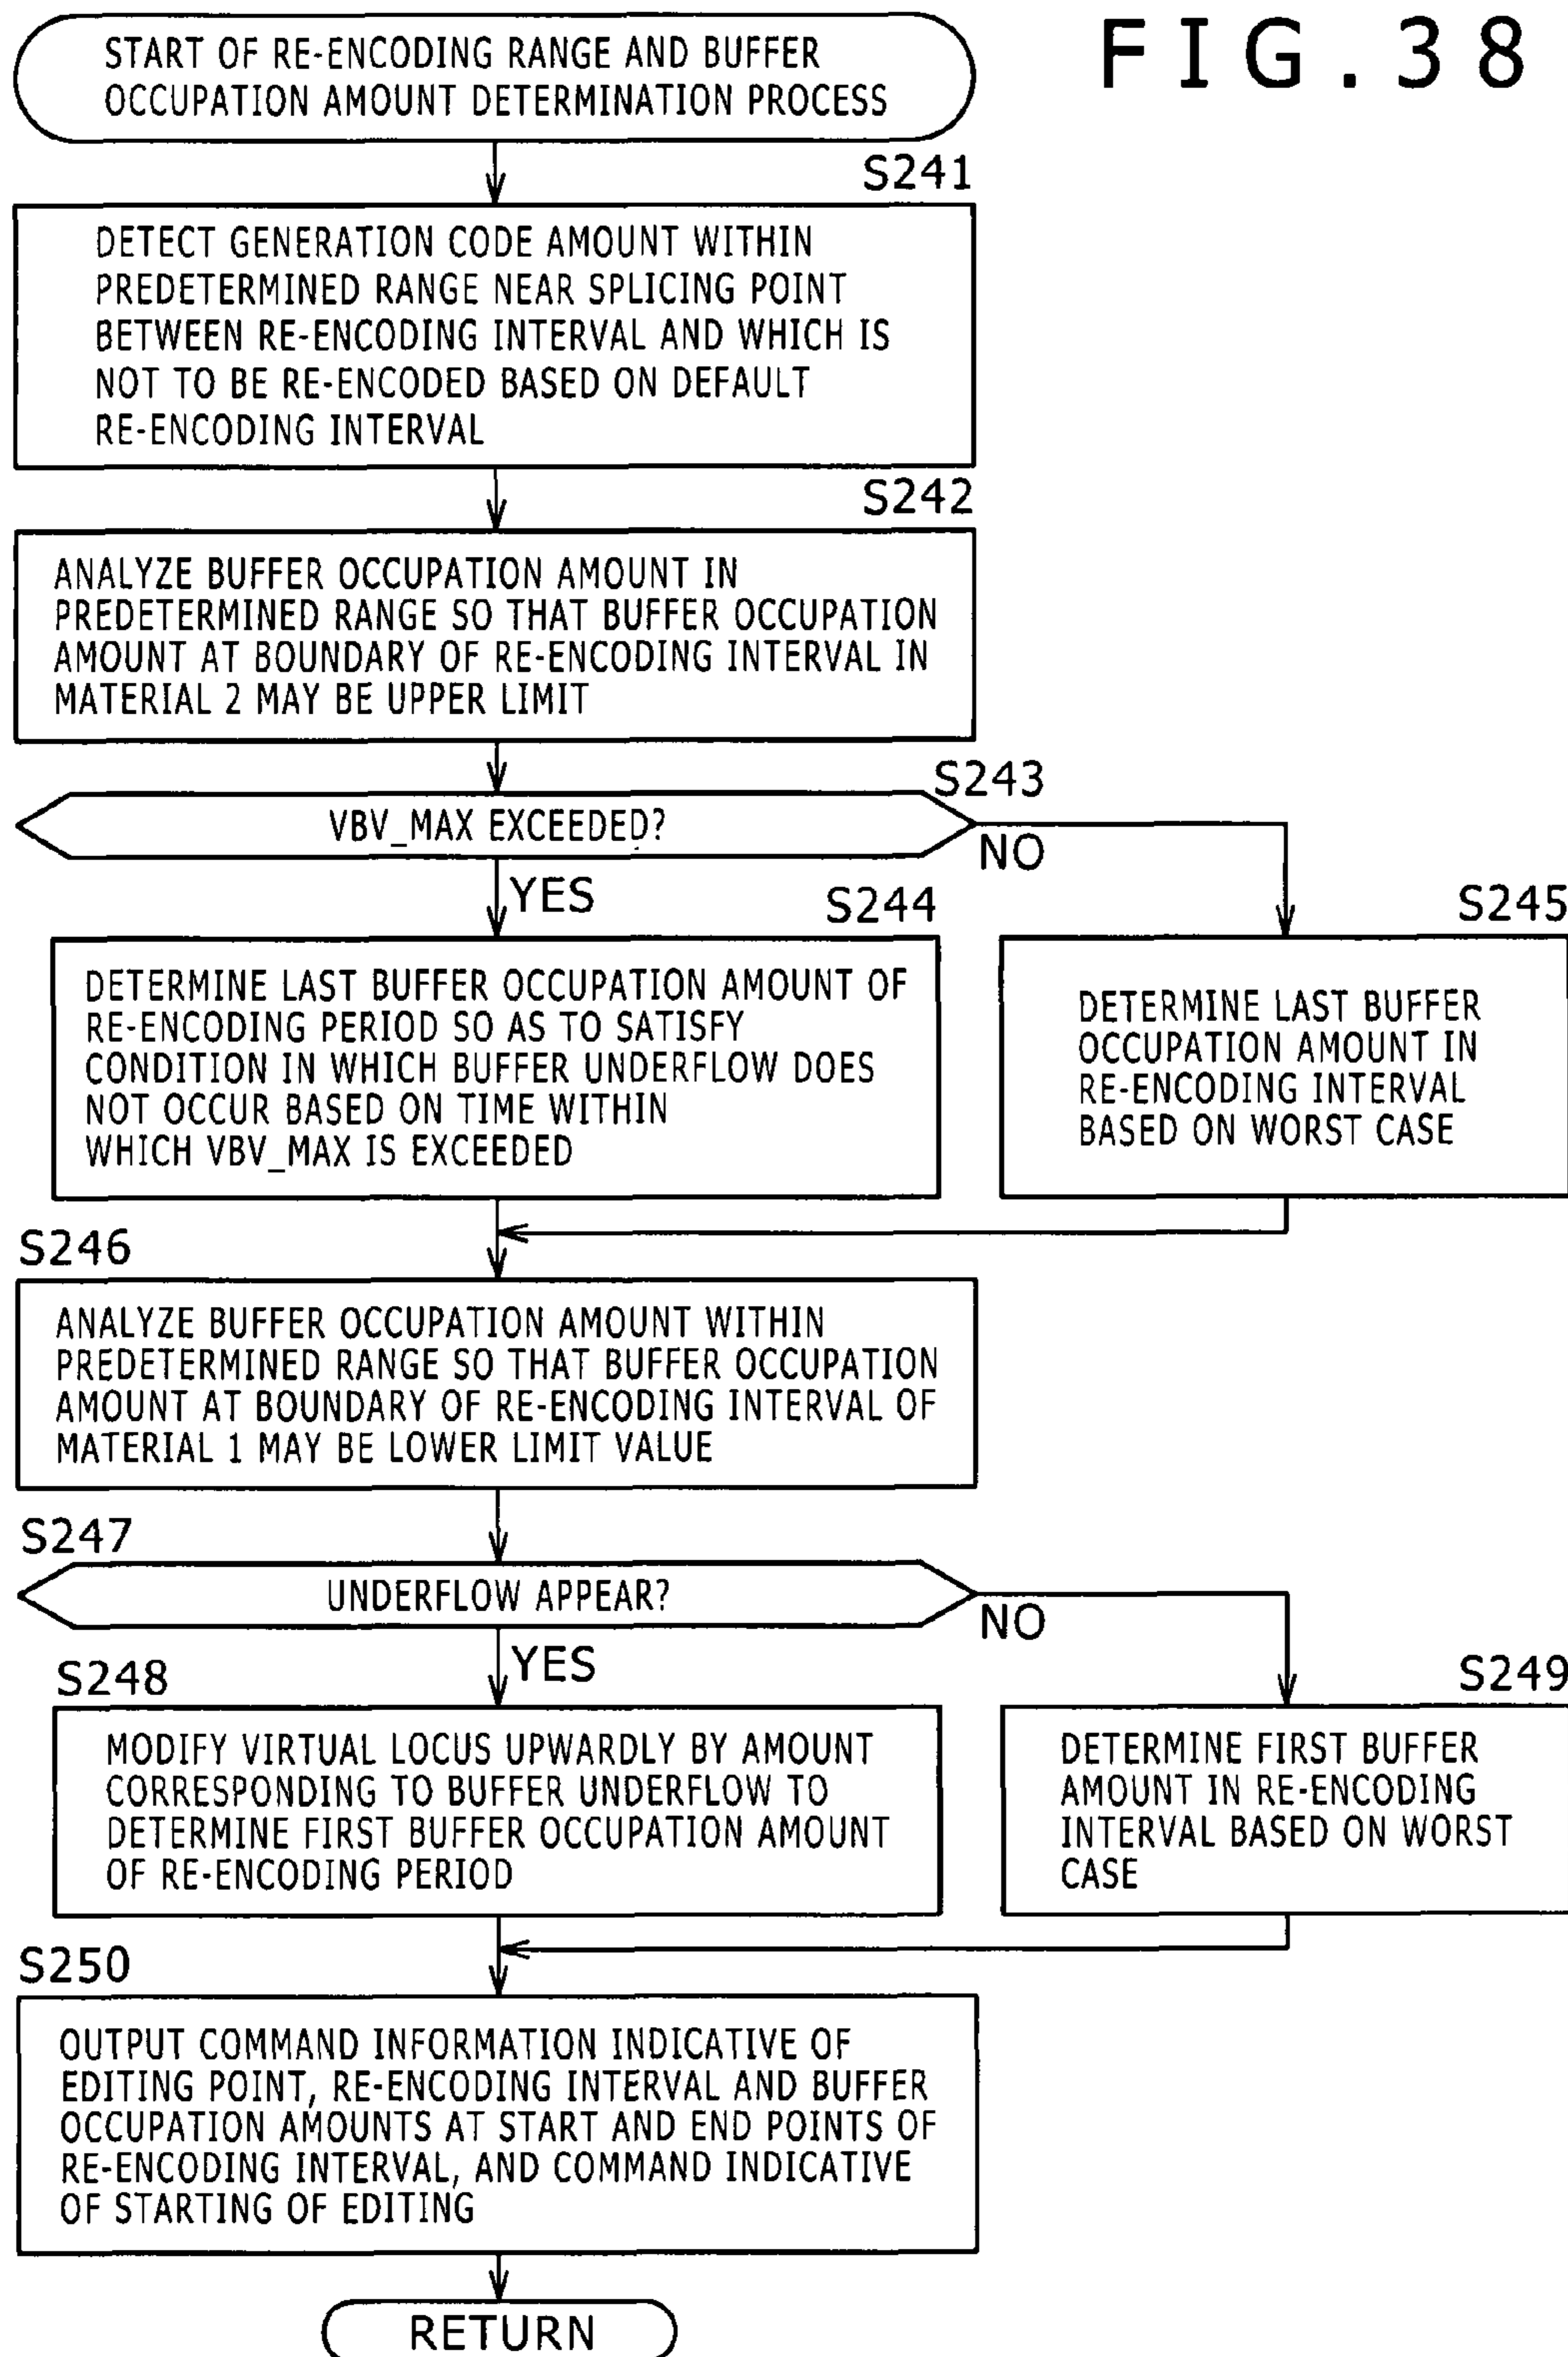 FIG.38
START OF RE-ENCODING RANGE AND BUFFER
OCCUPATION AMOUNT DETERMINATION PROCESS
S241
DETECT GENERATION CODE AMOUNT WITHIN
PREDETERMINED RANGE NEAR SPLICING POINT
BETWEEN RE-ENCODING INTERVAL AND WHICH IS
NOT TO BE RE-ENCODED BASED ON DEFAULT
RE-ENCODING INTERVAL
S242
ANALYZE BUFFER OCCUPATION AMOUNT IN
PREDETERMINED RANGE SO THAT BUFFER OCCUPATION
AMOUNT AT BOUNDARY OF RE-ENCODING INTERVAL IN
MATERIAL 2 MAY BE UPPER LIMIT
S243
VBV_MAX EXCEEDED?
NO
YES
S244
DETERMINE LAST BUFFER OCCUPATION AMOUNT OF
RE-ENCODING PERIOD SO AS TO SATISFY
CONDITION IN WHICH BUFFER UNDERFLOW DOES
NOT OCCUR BASED ON TIME WITHIN
WHICH VBV_MAX IS EXCEEDED
S245
DETERMINE LAST BUFFER
OCCUPATION AMOUNT IN
RE-ENCODING INTERVAL
BASED ON WORST CASE
S246
ANALYZE BUFFER OCCUPATION AMOUNT WITHIN
PREDETERMINED RANGE SO THAT BUFFER OCCUPATION
AMOUNT AT BOUNDARY OF RE-ENCODING INTERVAL OF
MATERIAL 1 MAY BE LOWER LIMIT VALUE
S247
UNDERFLOW APPEAR?
NO
YES
S248
MODIFY VIRTUAL LOCUS UPWARDLY BY AMOUNT
CORRESPONDING TO BUFFER UNDERFLOW TO
DETERMINE FIRST BUFFER OCCUPATION AMOUNT
OF RE-ENCODING PERIOD
S249
DETERMINE FIRST BUFFER
AMOUNT IN RE-ENCODING
INTERVAL BASED ON WORST
CASE
S250
OUTPUT COMMAND INFORMATION INDICATIVE OF
EDITING POINT, RE-ENCODING INTERVAL AND BUFFER
OCCUPATION AMOUNTS AT START AND END POINTS OF
RE-ENCODING INTERVAL, AND COMMAND INDICATIVE
OF STARTING OF EDITING
RETURN